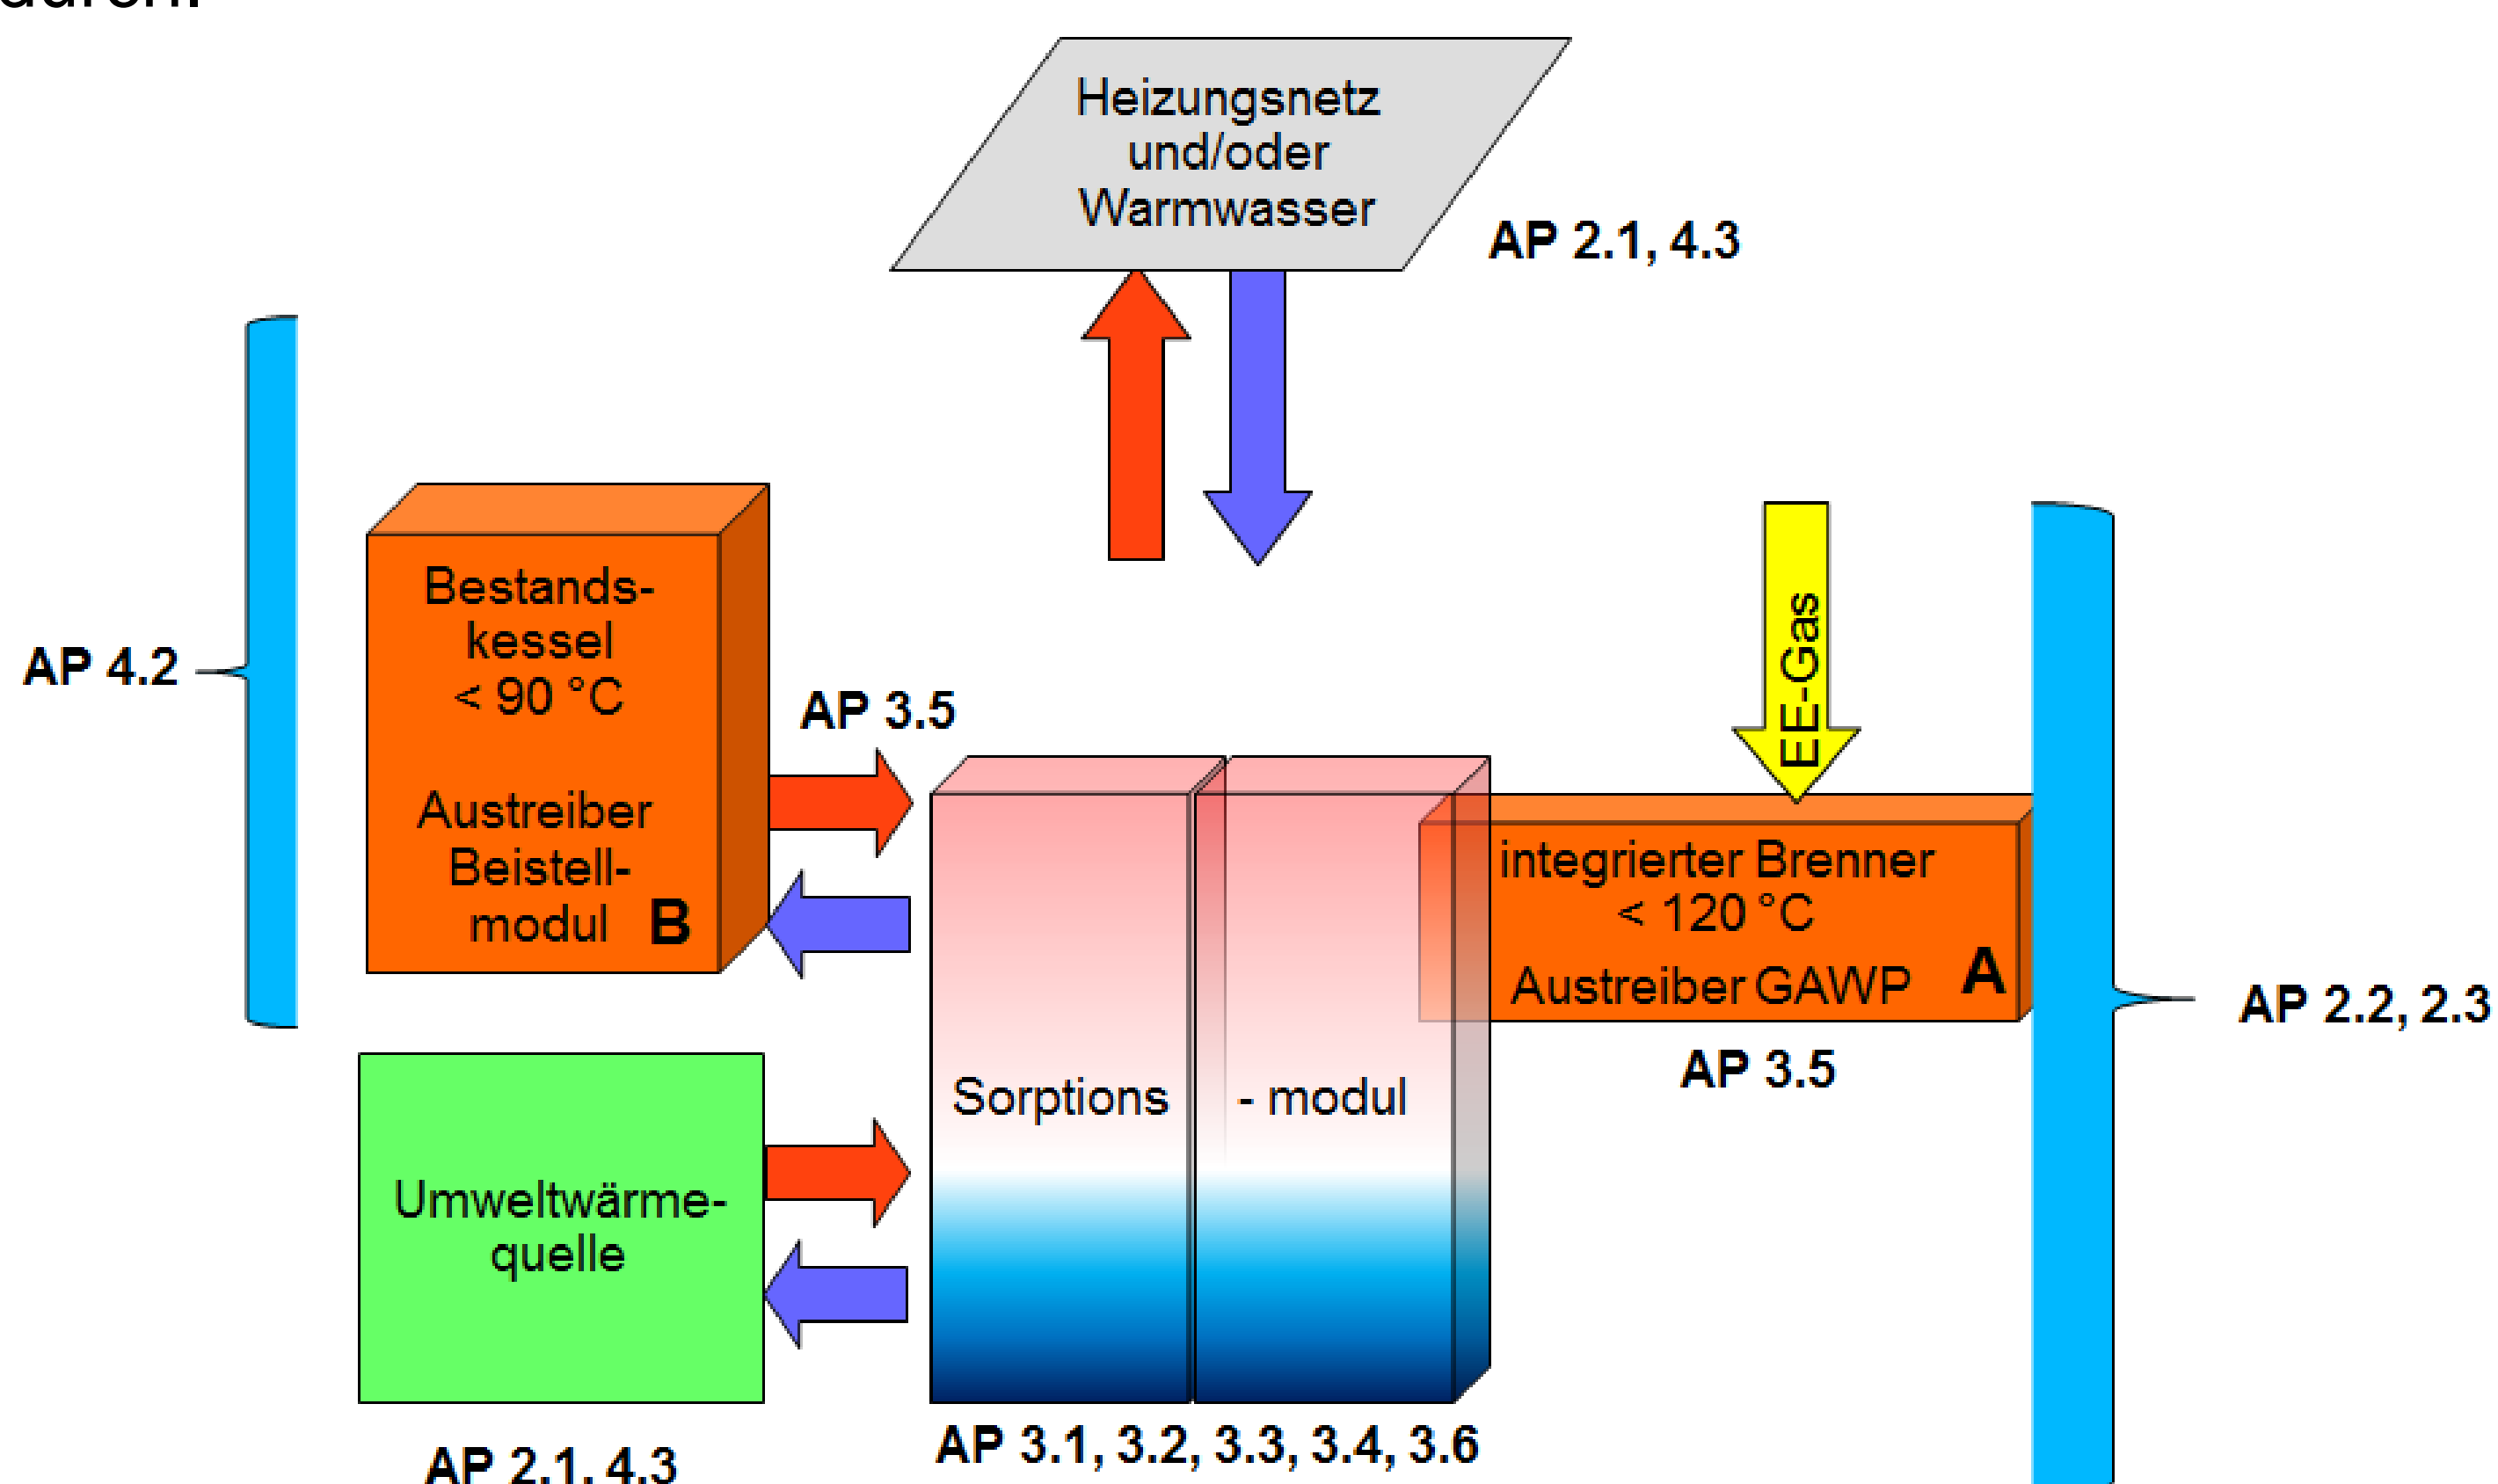 Heizungsnetz
und/oder
Warmwasser
AP 2.1, 4.3
Bestands-
kessel
< 90 °C
Austreiber
Beistell-
modul B
AP 4.2
AP 3.5
EE-Gas
integrierter Brenner
< 120 °C
Austreiber GAWP A
AP 3.5
AP 2.2, 2.3
Sorptions - modul
Umweltwärme-
quelle
AP 3.1, 3.2, 3.3, 3.4, 3.6
AP 2.1, 4.3